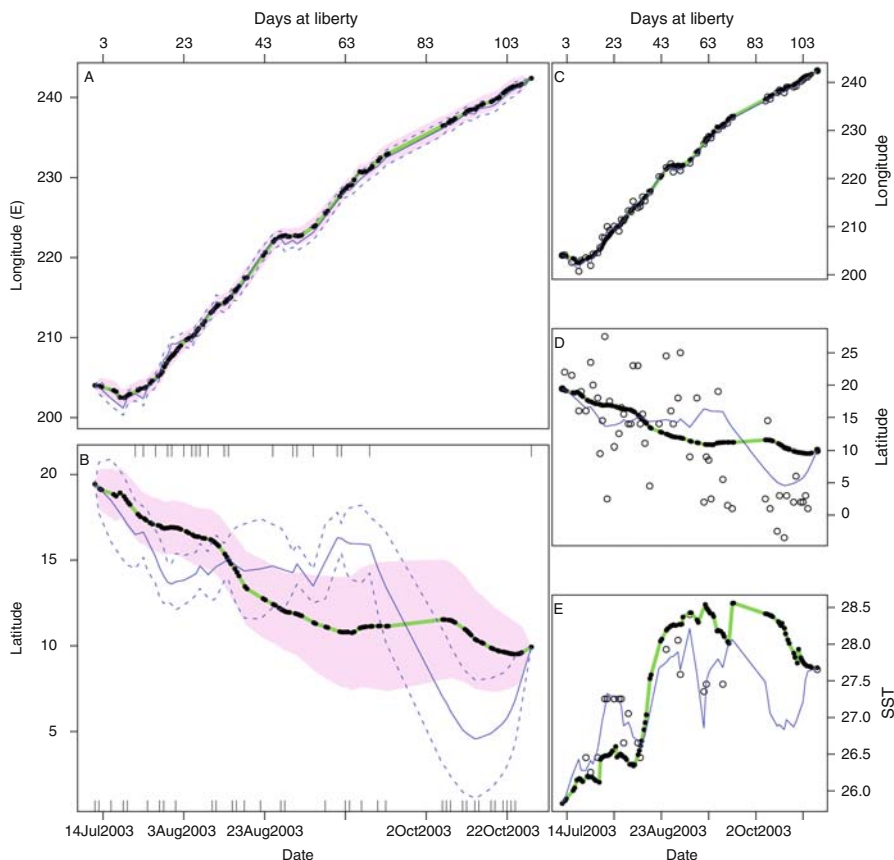 Days at liberty
Days at liberty
3 23 43 63 83 103
3 23 43 63 83 103
A
240
230
220
210
200
Longitude (E)
C
240
230
220
210
200
Longitude
D
25
20
15
10
5
0
Latitude
B
20
15
10
5
Latitude
E
28.5
28.0
27.5
27.0
26.5
26.0
SST
14Jul2003 3Aug2003 23Aug2003 2Oct2003 22Oct2003
Date
14Jul2003 23Aug2003 2Oct2003
Date